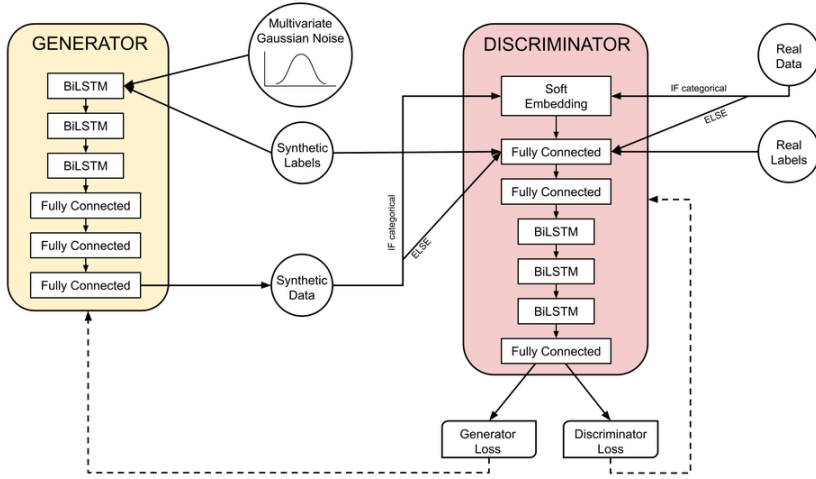 GENERATOR
BiLSTM
BiLSTM
BiLSTM
Fully Connected
Fully Connected
Fully Connected
Multivariate
Gaussian Noise
Synthetic
Labels
Synthetic
Data
IF categorical
ELSE
DISCRIMINATOR
Soft
Embedding
Fully Connected
Fully Connected
BiLSTM
BiLSTM
BiLSTM
Fully Connected
IF categorical
ELSE
Real
Data
Real
Labels
Generator
Loss
Discriminator
Loss